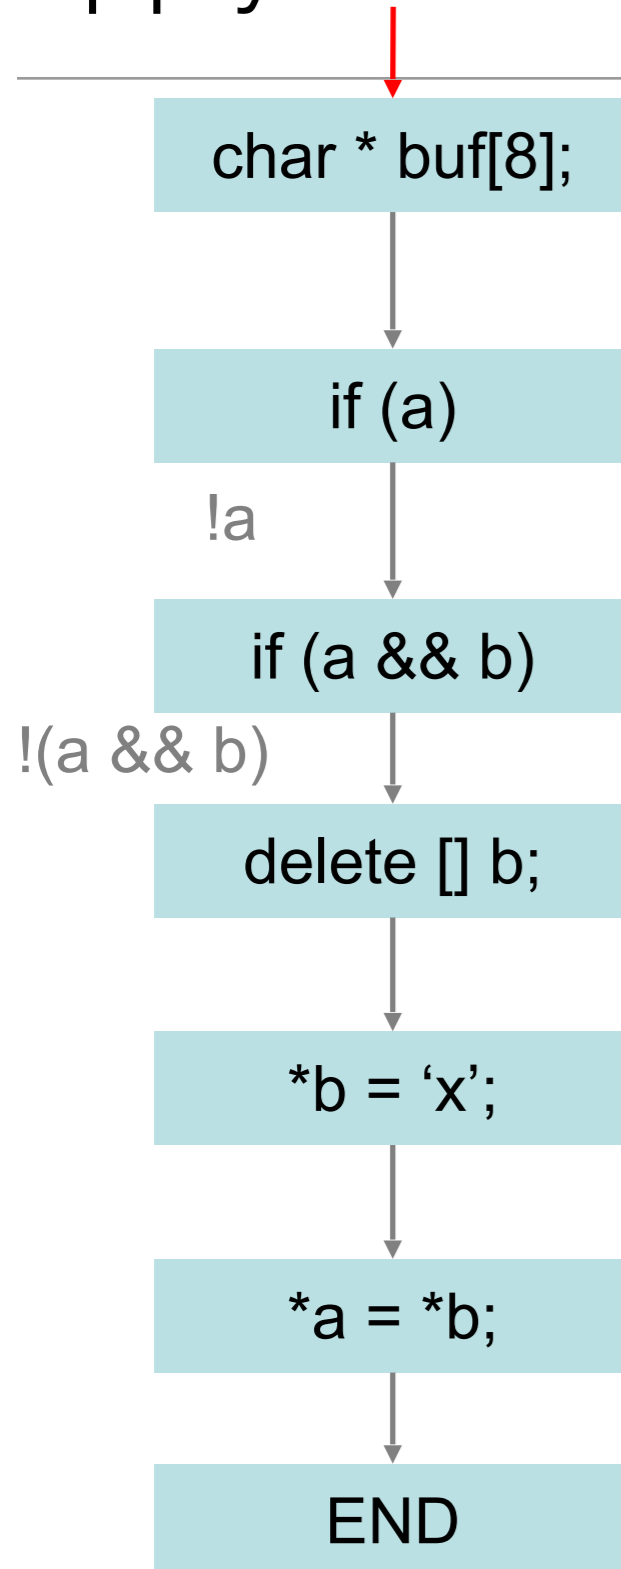 char * buf[8];
if (a)
!a
if (a && b)
!(a && b)
delete [] b;
*b = ‘x’;
*a = *b;
END